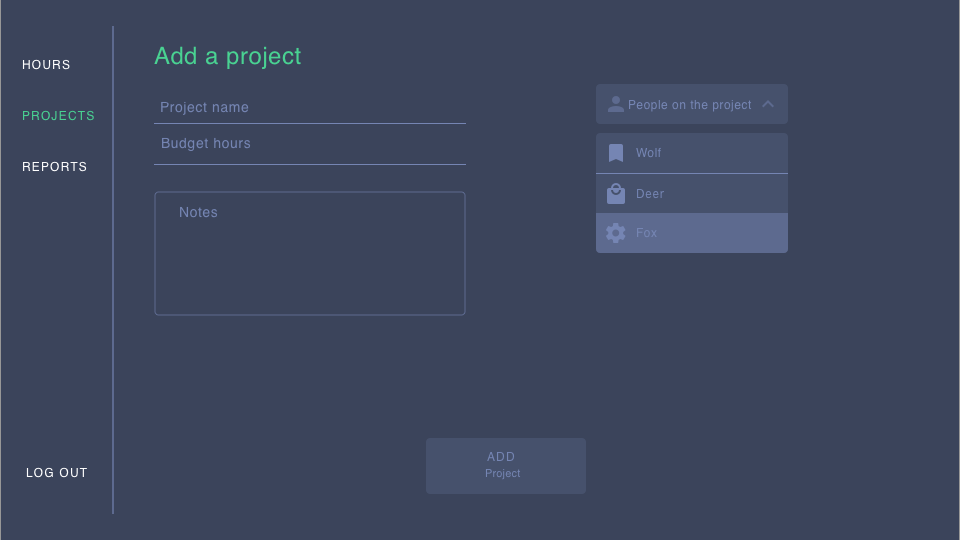 HOURS
PROJECTS
REPORTS
LOG OUT
Add a project
Project name
Budget hours
Notes
People on the project
Wolf
Deer
Fox
ADD
Project